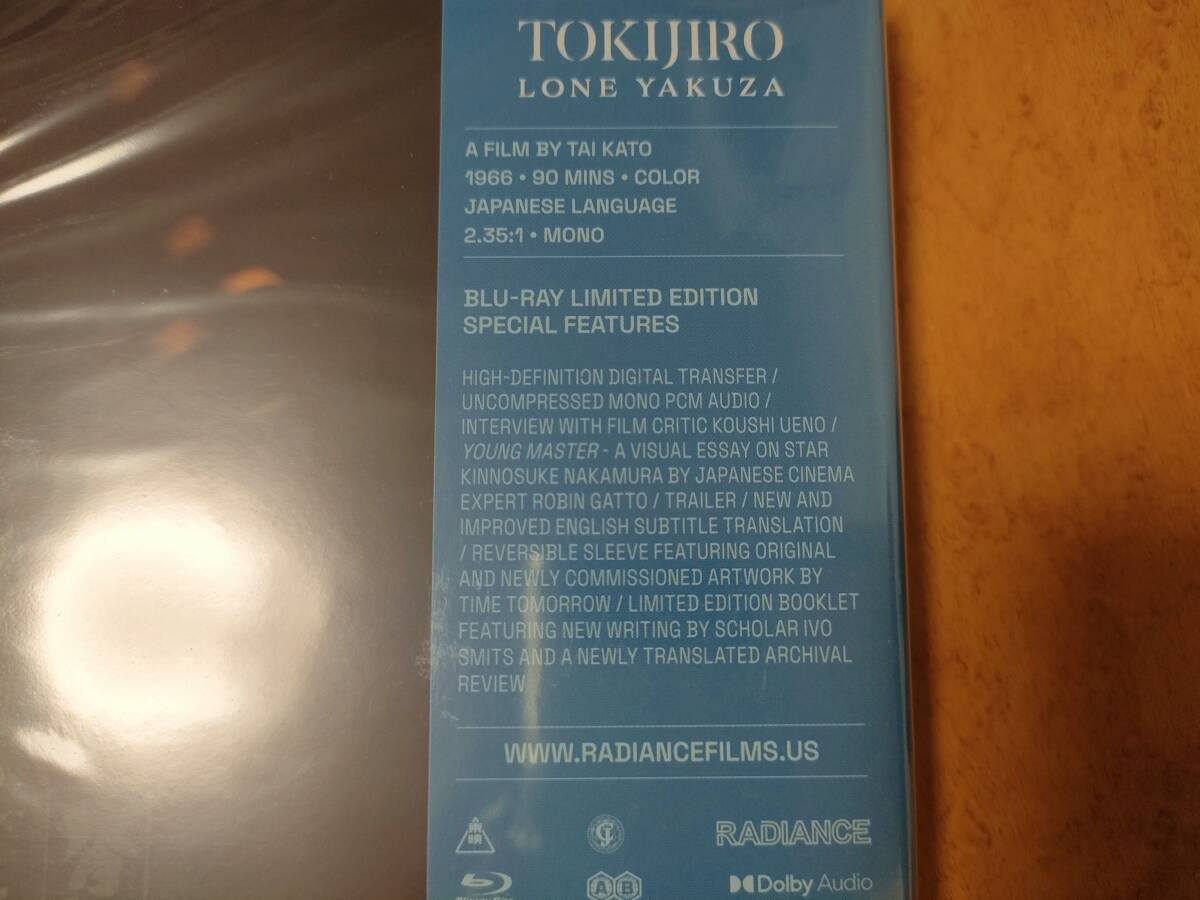 TOKIJIRO
LONE YAKUZA
A FILM BY TAI KATO
1966 • 90 MINS • COLOR
JAPANESE LANGUAGE
2.35:1 • MONO
BLU-RAY LIMITED EDITION
SPECIAL FEATURES
HIGH-DEFINITION DIGITAL TRANSFER /
UNCOMPRESSED MONO PCM AUDIO /
INTERVIEW WITH FILM CRITIC KOUSHI UENO /
YOUNG MASTER - A VISUAL ESSAY ON STAR
KINNOSUKE NAKAMURA BY JAPANESE CINEMA
EXPERT ROBIN GATTO / TRAILER / NEW AND
IMPROVED ENGLISH SUBTITLE TRANSLATION
/ REVERSIBLE SLEEVE FEATURING ORIGINAL
AND NEWLY COMMISSIONED ARTWORK BY
TIME TOMORROW / LIMITED EDITION BOOKLET
FEATURING NEW WRITING BY SCHOLAR IVO
SMITS AND A NEWLY TRANSLATED ARCHIVAL
REVIEW
WWW.RADIANCEFILMS.US
RADIANCE
A B
Dolby Audio